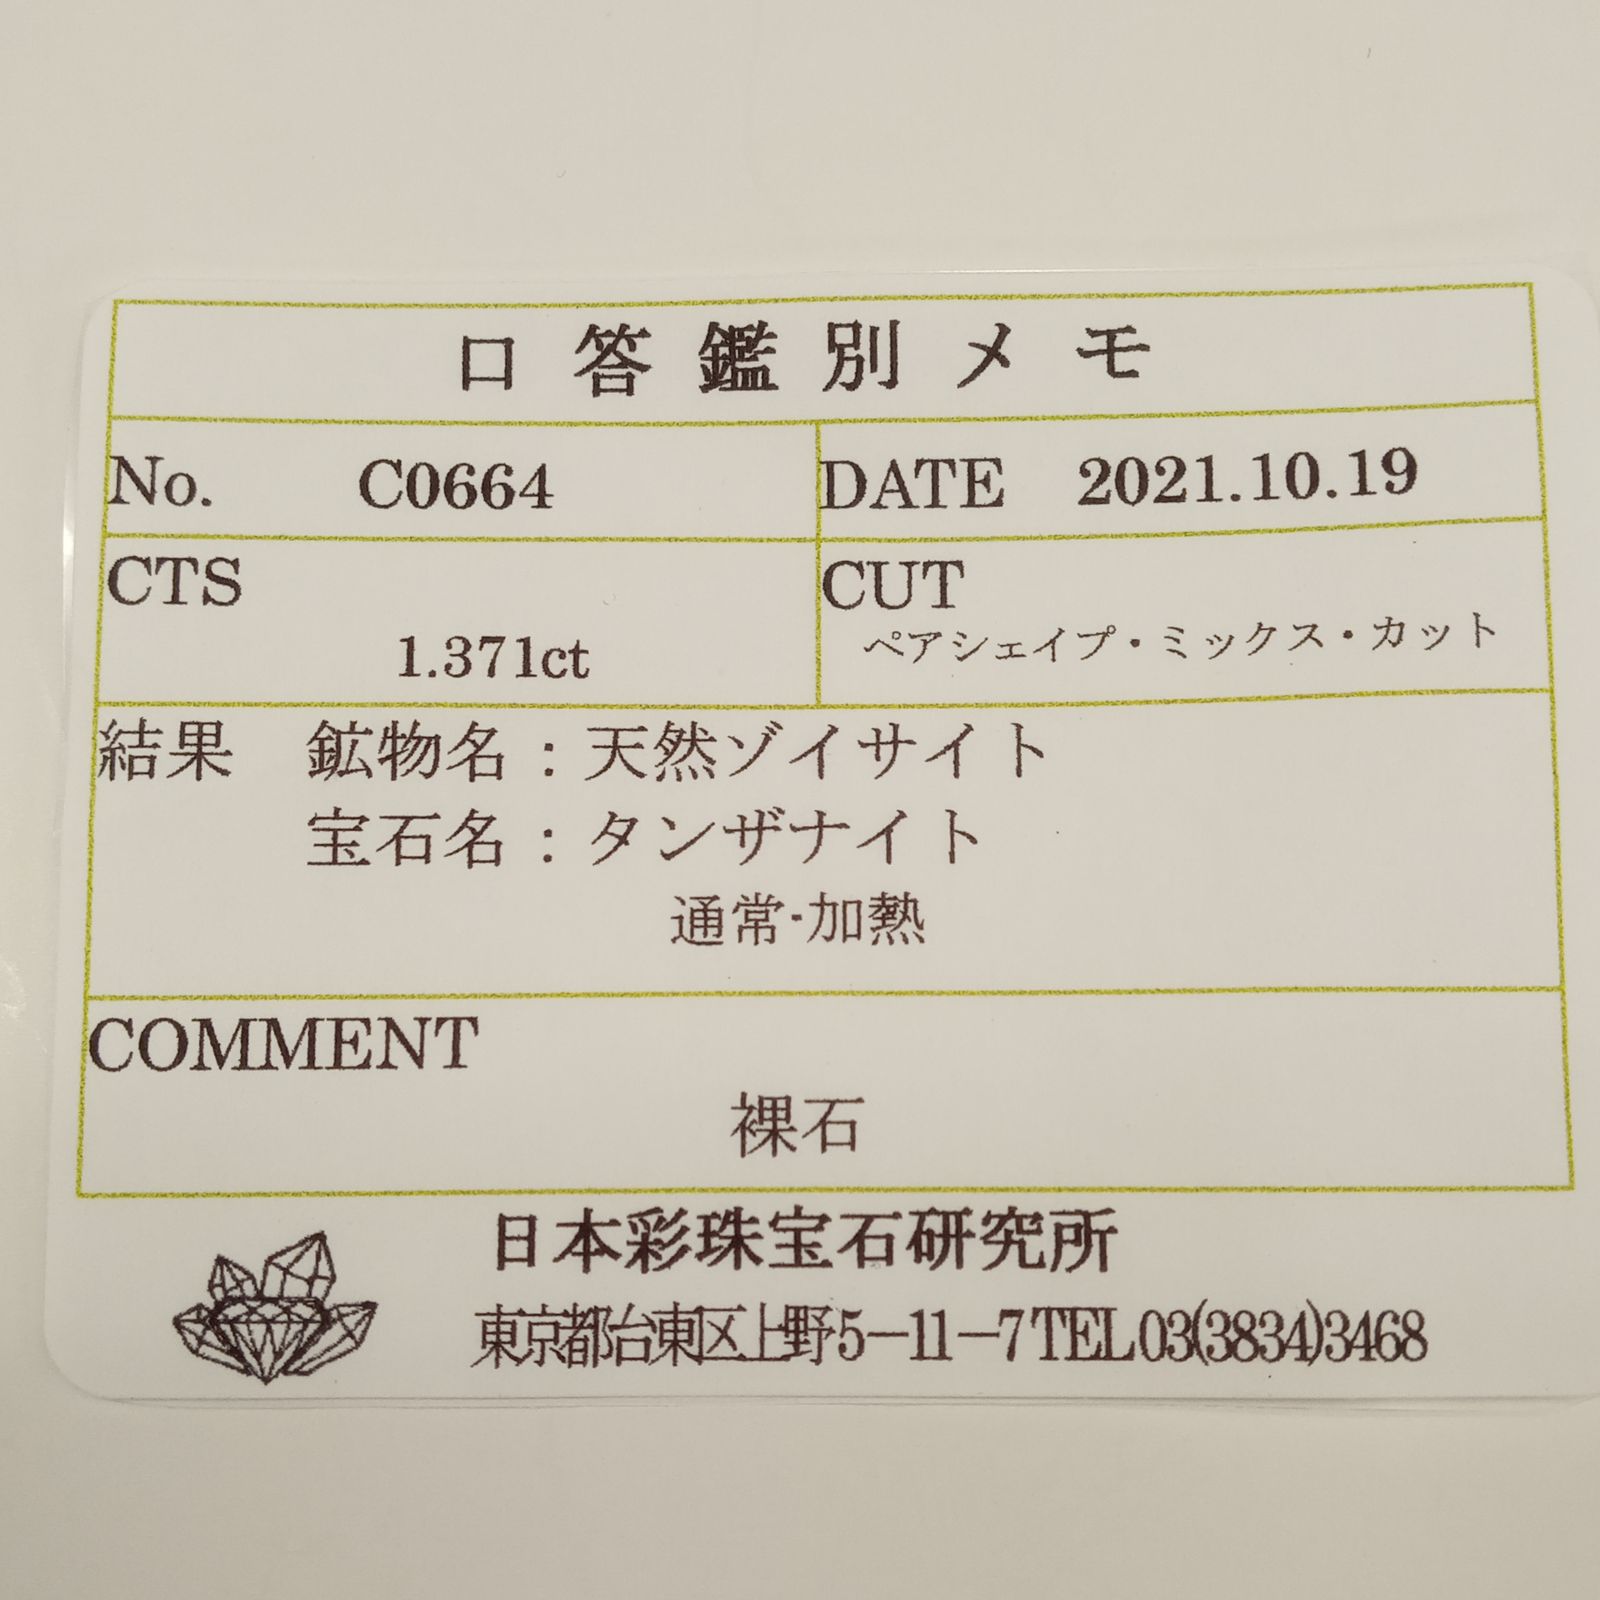 口答鑑別メモ
No. C0664
DATE 2021.10.19
CTS
1.371ct
CUT
ペアシェイプ・ミックス・カット
結果 鉱物名：天然ゾイサイト
宝石名：タンザナイト
通常·加熱
COMMENT
裸石
日本彩珠宝石研究所
東京都台東区上野5－11－7 TEL 03(3834)3468